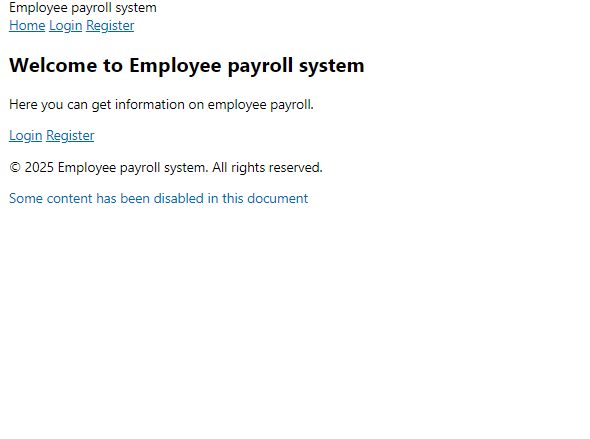 Employee payroll system
Home Login Register
Welcome to Employee payroll system
Here you can get information on employee payroll.
Login Register
© 2025 Employee payroll system. All rights reserved.
Some content has been disabled in this document